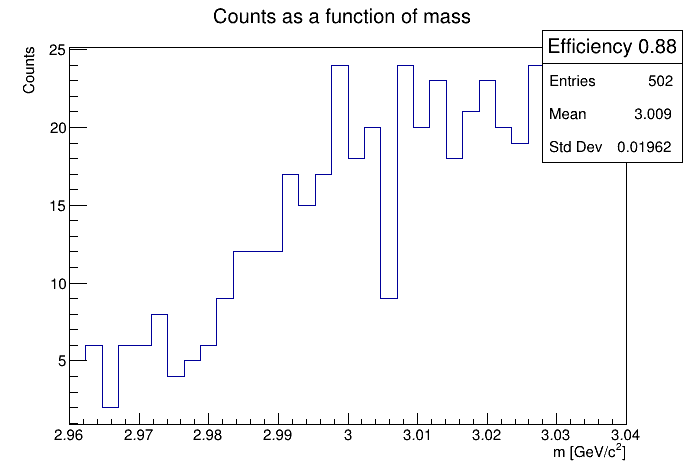 Counts as a function of mass
Counts
25
20
15
10
5
Efficiency 0.88
Entries 502
Mean 3.009
Std Dev 0.01962
2.96 2.97 2.98 2.99 3 3.01 3.02 3.03 3.04
m [GeV/c²]